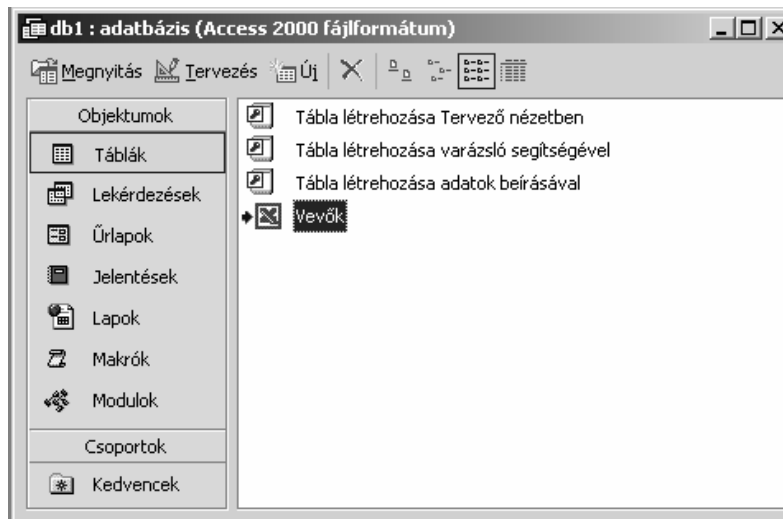 db1 : adatbázis (Access 2000 fájlformátum)
Megnyitás Tervezés Új
Objektumok
Táblák
Lekérdezések
Űrlapok
Jelentések
Lapok
Makrók
Modulok
Csoportok
Kedvencek
Tábla létrehozása Tervező nézetben
Tábla létrehozása varázsló segítségével
Tábla létrehozása adatok beírásával
Vevők